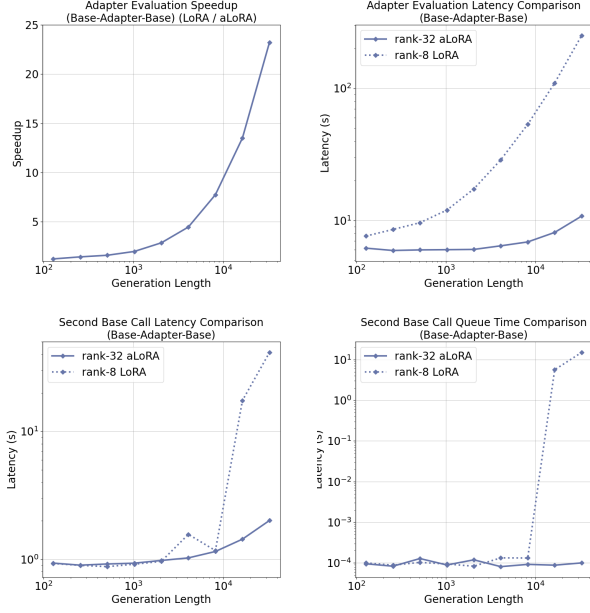 Adapter Evaluation Speedup
(Base-Adapter-Base) (LoRA / aLoRA)
25
20
15
10
5
Speedup
10²
10³
10⁴
Generation Length
Adapter Evaluation Latency Comparison
(Base-Adapter-Base)
rank-32 aLoRA
rank-8 LoRA
10²
10¹
Latency (s)
10²
10³
10⁴
Generation Length
Second Base Call Latency Comparison
(Base-Adapter-Base)
rank-32 aLoRA
rank-8 LoRA
10¹
10⁰
Latency (s)
10²
10³
10⁴
Generation Length
Second Base Call Queue Time Comparison
(Base-Adapter-Base)
rank-32 aLoRA
rank-8 LoRA
10¹
10⁰
10⁻¹
10⁻²
10⁻³
10⁻⁴
Latency (s)
10²
10³
10⁴
Generation Length